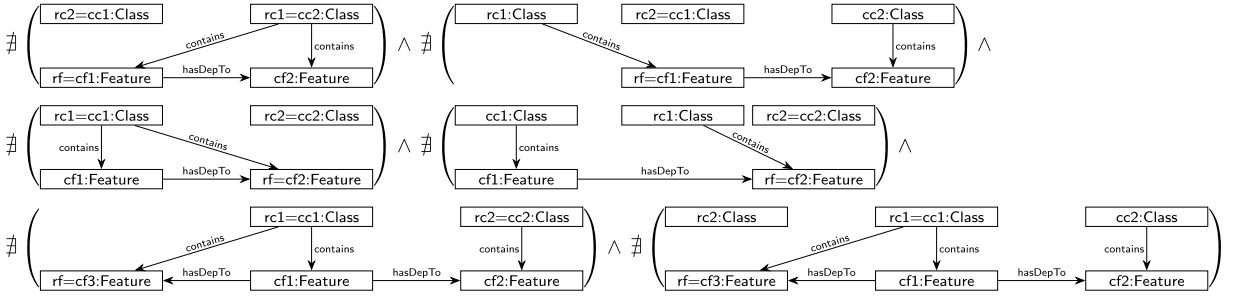 ∄ ( rc2=cc1:Class rc1=cc2:Class ) ∧ ∄ ( rc1:Class rc2=cc1:Class cc2:Class ) ∧
contains contains contains contains
rf=cf1:Feature hasDepTo cf2:Feature rf=cf1:Feature hasDepTo cf2:Feature
∄ ( rc1=cc1:Class rc2=cc2:Class ) ∧ ∄ ( cc1:Class rc1:Class rc2=cc2:Class ) ∧
contains contains contains contains
cf1:Feature hasDepTo rf=cf2:Feature cf1:Feature hasDepTo rf=cf2:Feature
∄ ( rc1=cc1:Class rc2=cc2:Class ) ∧ ∄ ( rc2:Class rc1=cc1:Class cc2:Class )
contains contains contains contains contains contains
rf=cf3:Feature hasDepTo cf1:Feature hasDepTo cf2:Feature rf=cf3:Feature hasDepTo cf1:Feature hasDepTo cf2:Feature